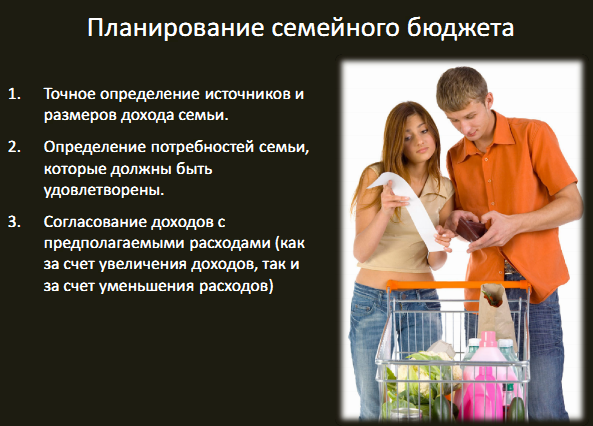 Планирование семейного бюджета
1. Точное определение источников и
размеров дохода семьи.
2. Определение потребностей семьи,
которые должны быть
удовлетворены.
3. Согласование доходов с
предполагаемыми расходами (как
за счет увеличения доходов, так и
за счет уменьшения расходов)